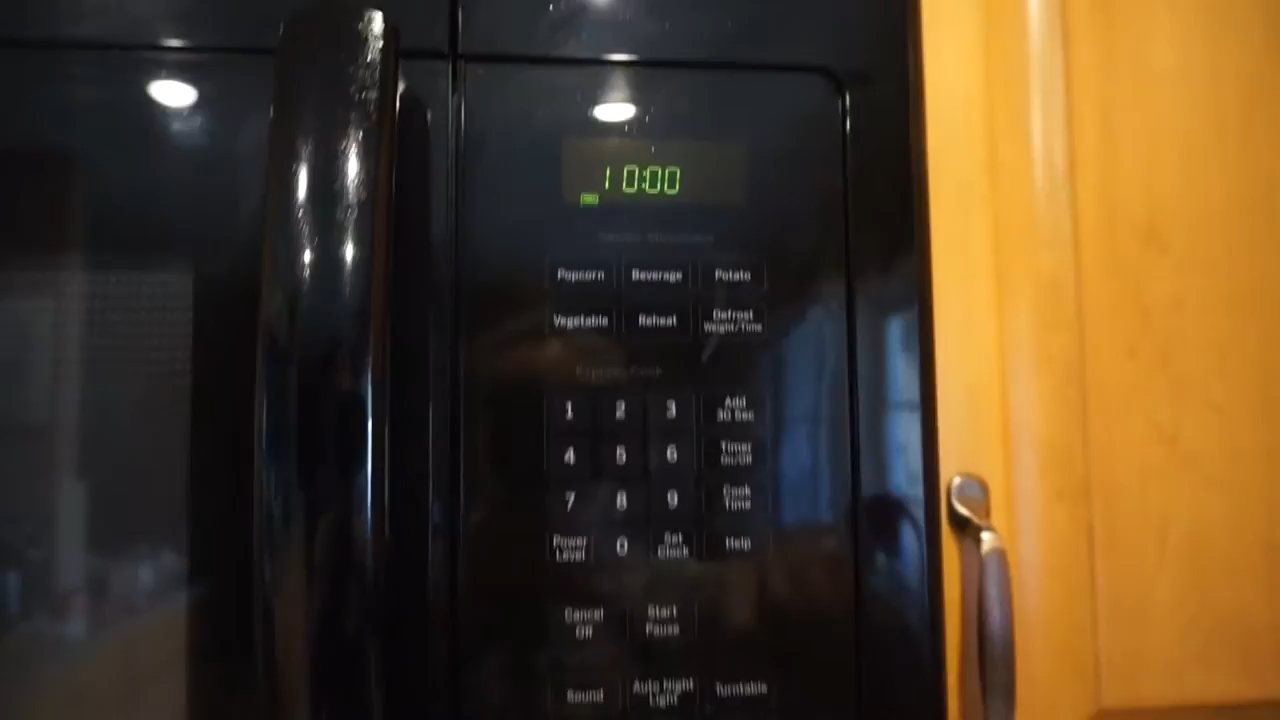 10:00
Popcorn Beverage Potato
Vegetable Reheat Defrost
Weight/Time
Express Cook
1 2 3 Add
30 Sec
4 5 6 Timer
On/Off
7 8 9 Cook
Time
Power
Level 0 Set
Clock Help
Cancel
Off Start
Pause
Sound Auto Night
Light Turntable